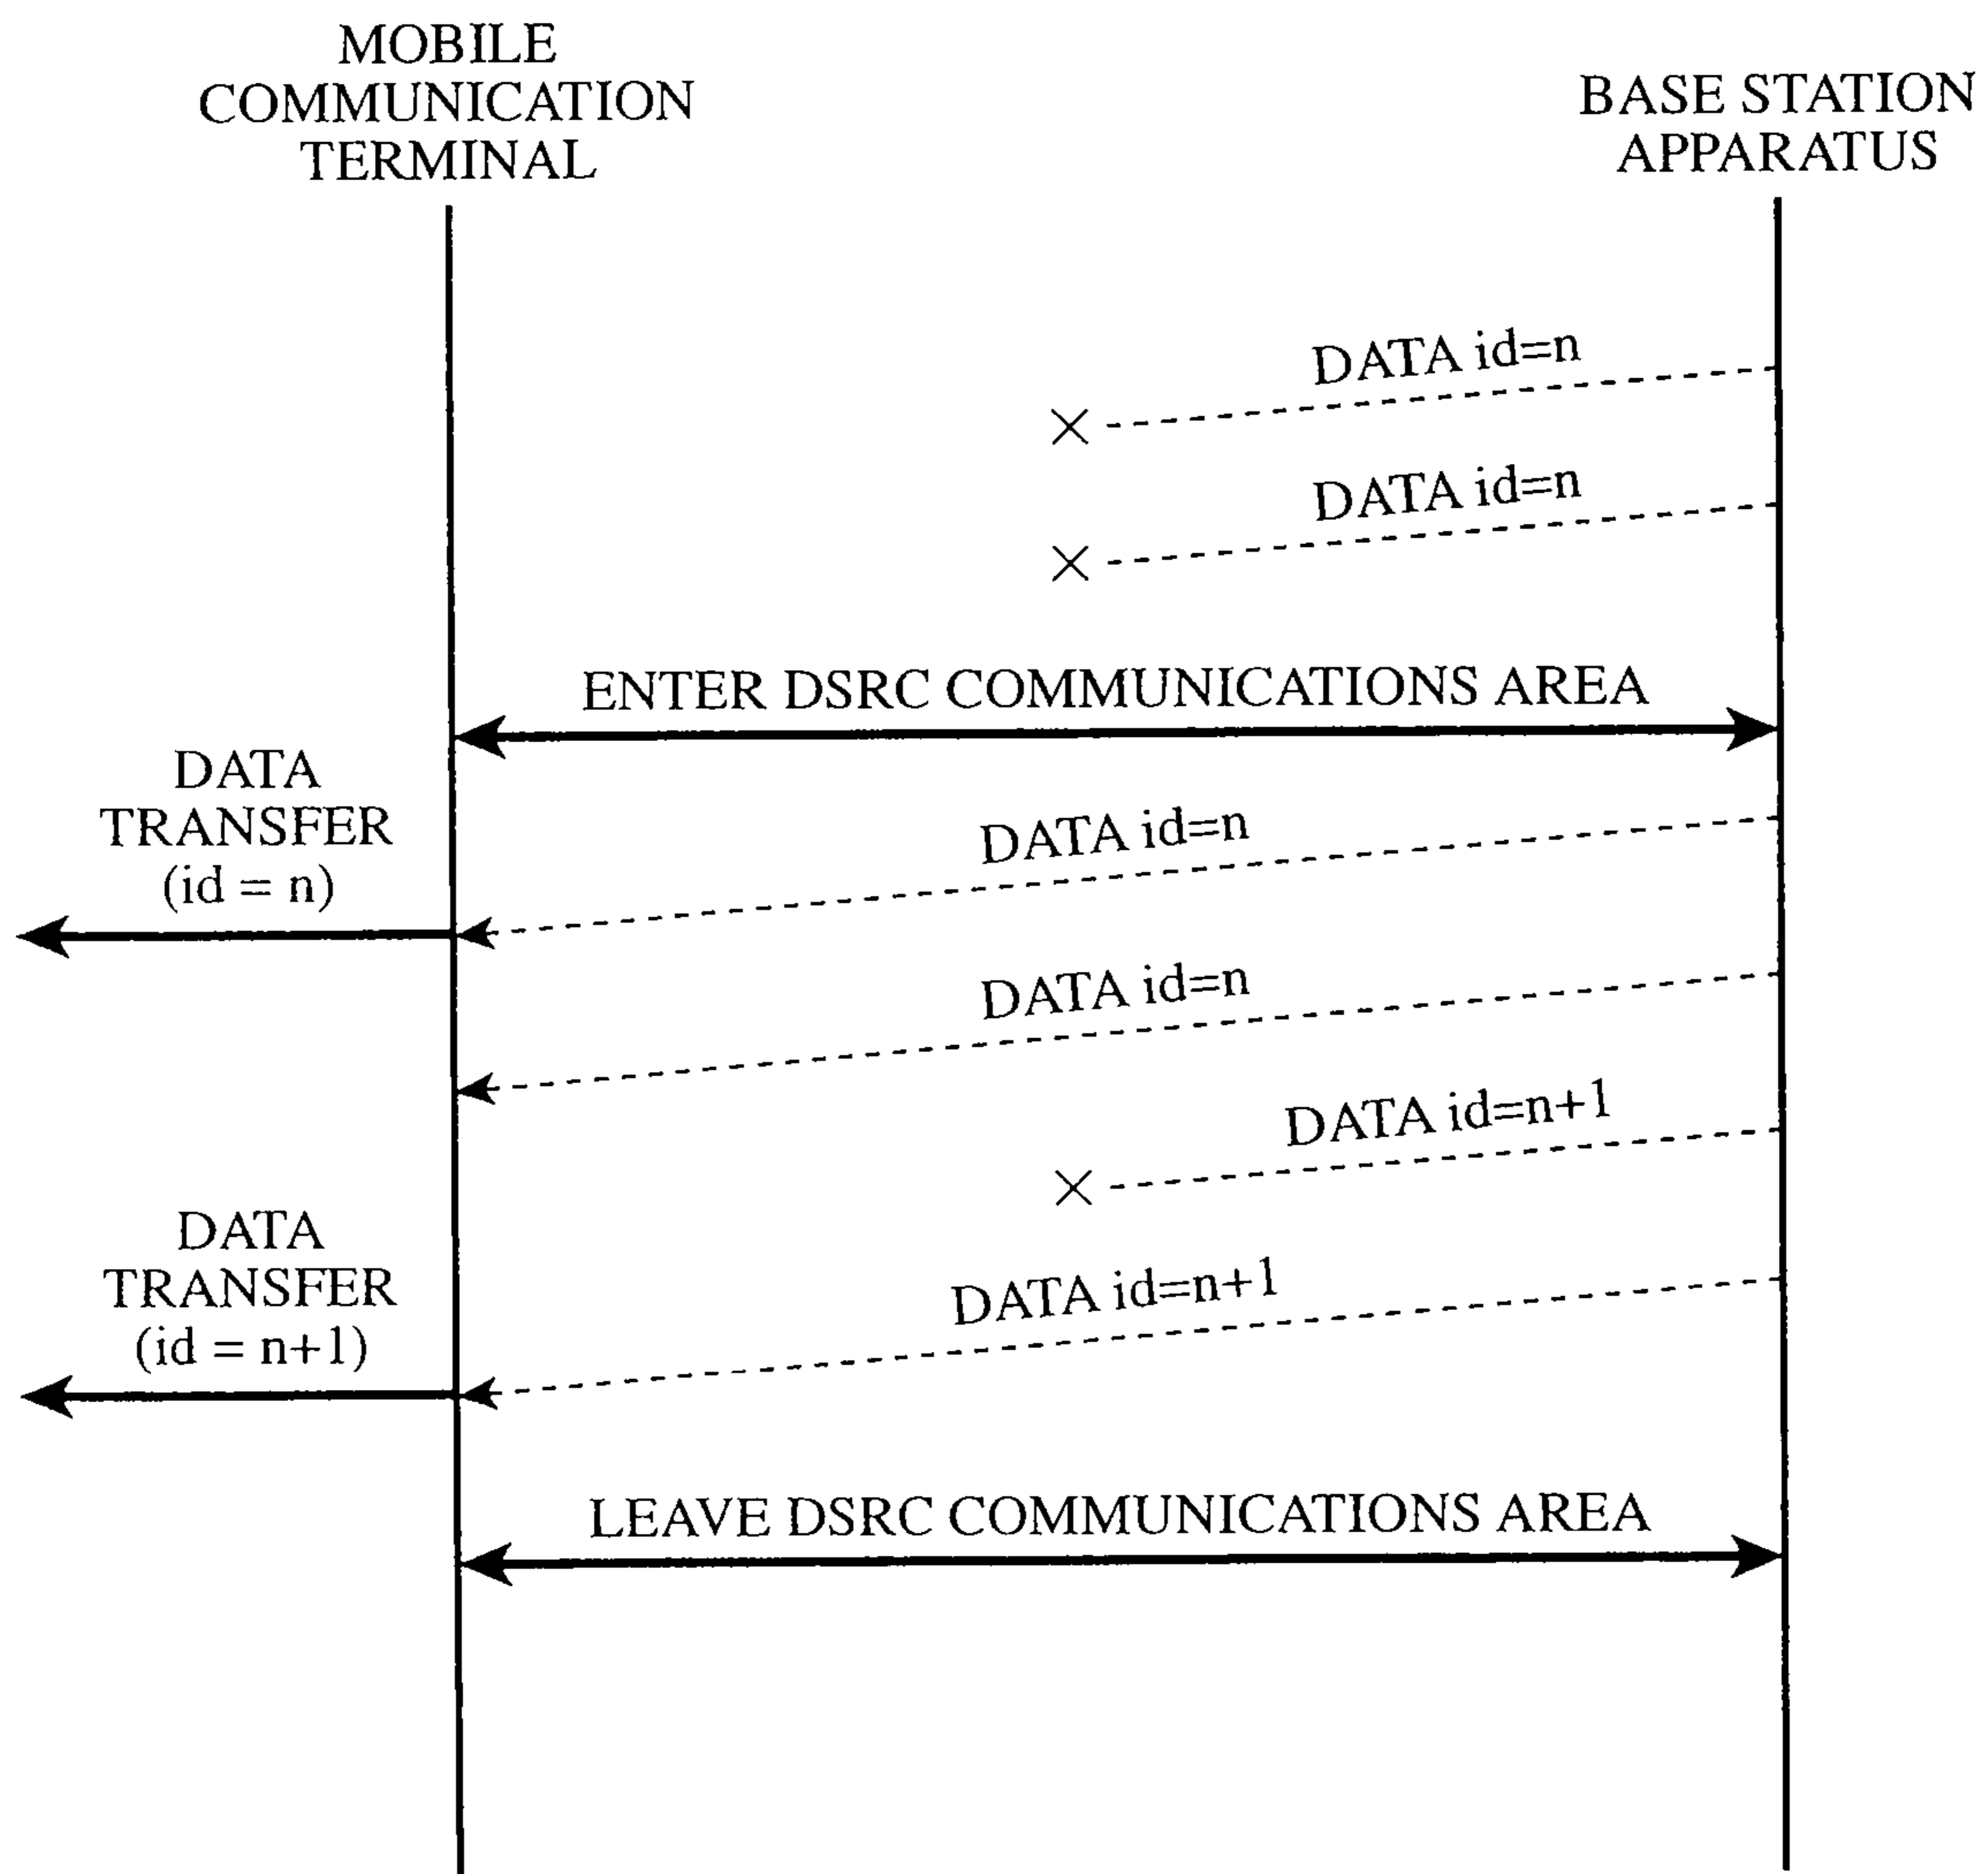 MOBILE
COMMUNICATION
TERMINAL
BASE STATION
APPARATUS
DATA id=n
DATA id=n
ENTER DSRC COMMUNICATIONS AREA
DATA
TRANSFER
(id = n)
DATA id=n
DATA id=n
DATA id=n+1
DATA
TRANSFER
(id = n+1)
DATA id=n+1
LEAVE DSRC COMMUNICATIONS AREA